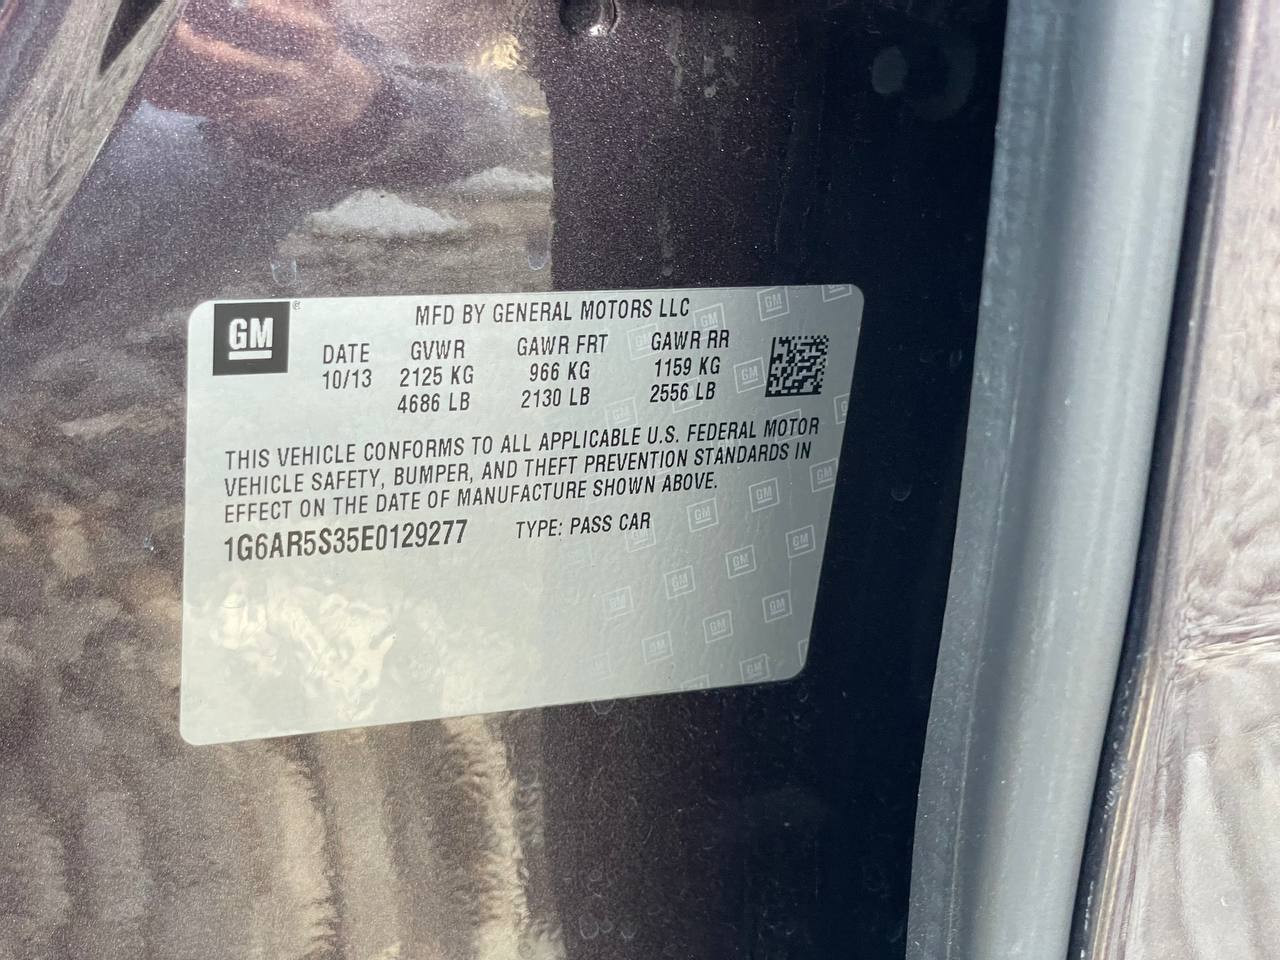 GM ®
MFD BY GENERAL MOTORS LLC
DATE GVWR GAWR FRT GAWR RR
10/13 2125 KG 966 KG 1159 KG
4686 LB 2130 LB 2556 LB
THIS VEHICLE CONFORMS TO ALL APPLICABLE U.S. FEDERAL MOTOR
VEHICLE SAFETY, BUMPER, AND THEFT PREVENTION STANDARDS IN
EFFECT ON THE DATE OF MANUFACTURE SHOWN ABOVE.
1G6AR5S35E0129277 TYPE: PASS CAR